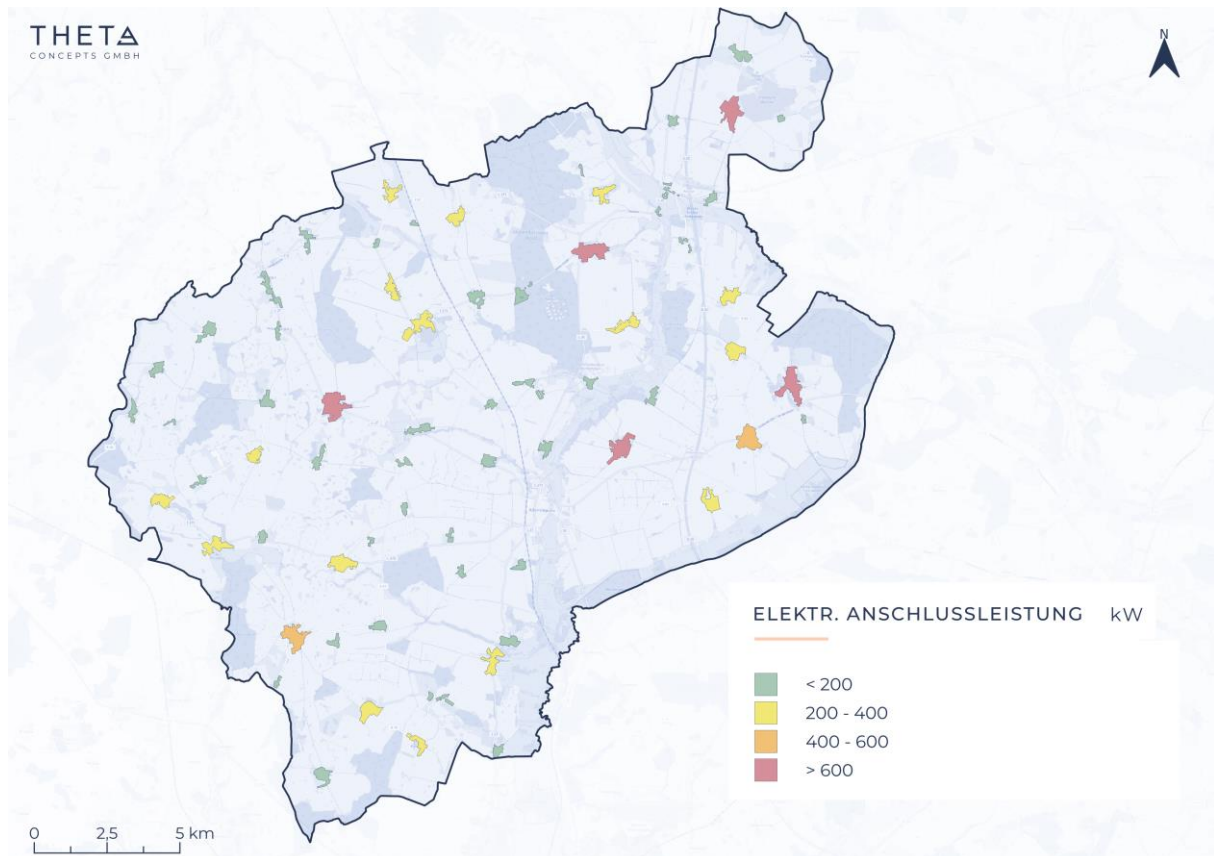 THETA
CONCEPTS GMBH
N
ELEKTR. ANSCHLUSSLEISTUNG kW
< 200
200 - 400
400 - 600
> 600
0 2,5 5 km